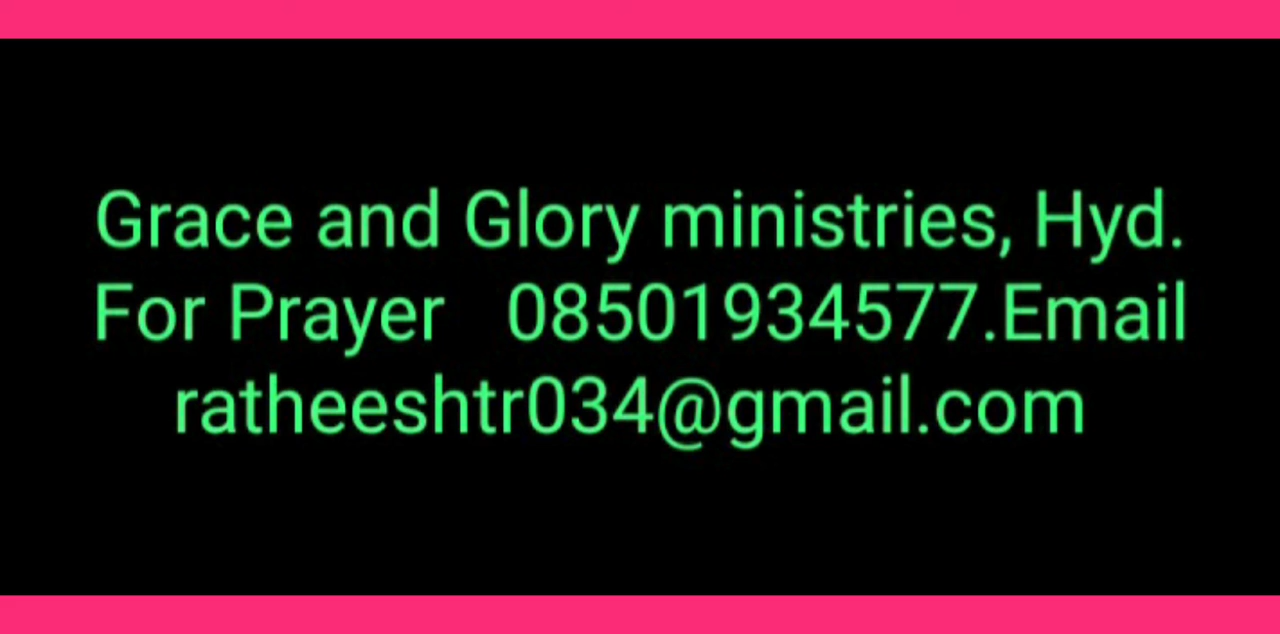 Grace and Glory ministries, Hyd.
For Prayer   08501934577.Email
ratheeshtr034@gmail.com